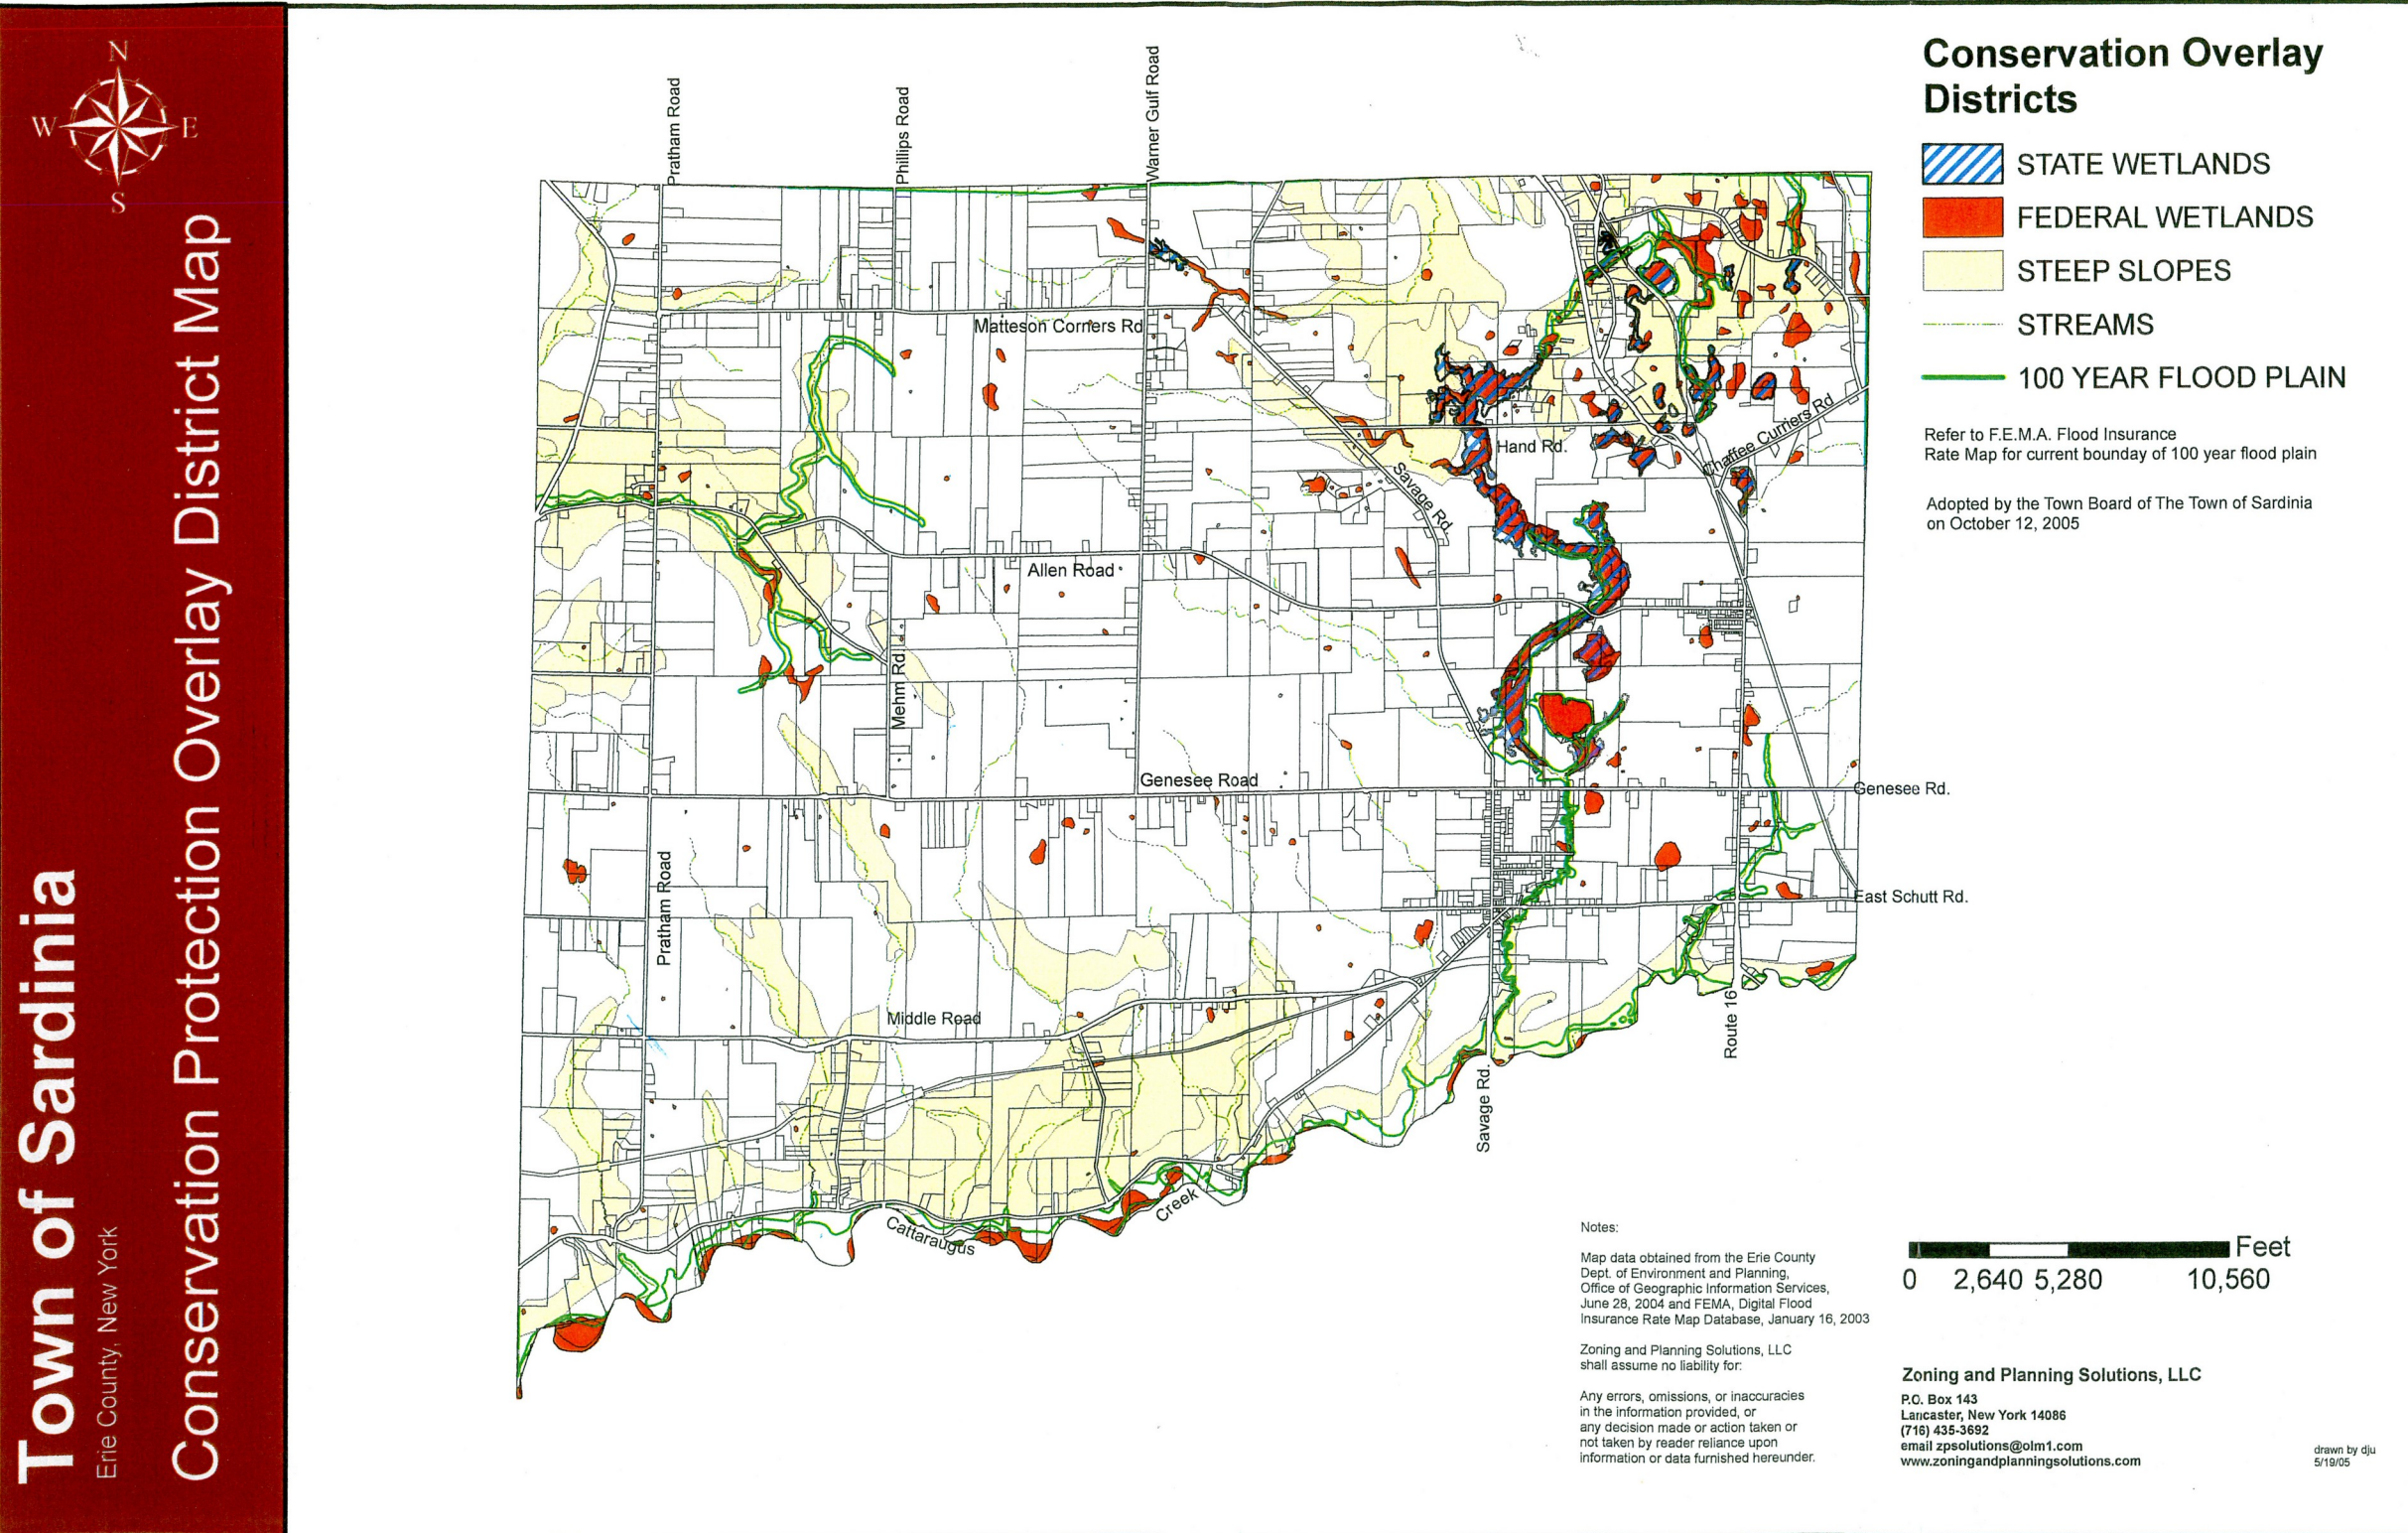 Town of Sardinia
Erie County, New York
Conservation Protection Overlay District Map
N
W
E
S
Pratham Road
Phillips Road
Warner Gulf Road
Matteson Corners Rd
Hand Rd.
Chaffee Curriers Rd
Savage Rd.
Allen Road
Mehm Rd.
Genesee Road
Genesee Rd.
Pratham Road
East Schutt Rd.
Middle Road
Route 16
Savage Rd.
Cattaraugus
Creek
Conservation Overlay
Districts
STATE WETLANDS
FEDERAL WETLANDS
STEEP SLOPES
STREAMS
100 YEAR FLOOD PLAIN
Refer to F.E.M.A. Flood Insurance
Rate Map for current bounday of 100 year flood plain
Adopted by the Town Board of The Town of Sardinia
on October 12, 2005
Notes:
Map data obtained from the Erie County
Dept. of Environment and Planning,
Office of Geographic Information Services,
June 28, 2004 and FEMA, Digital Flood
Insurance Rate Map Database, January 16, 2003
Zoning and Planning Solutions, LLC
shall assume no liability for:
Any errors, omissions, or inaccuracies
in the information provided, or
any decision made or action taken or
not taken by reader reliance upon
information or data furnished hereunder.
Feet
0 2,640 5,280 10,560
Zoning and Planning Solutions, LLC
P.O. Box 143
Lancaster, New York 14086
(716) 435-3692
email zpsolutions@olm1.com
www.zoningandplanningsolutions.com
drawn by dju
5/19/05